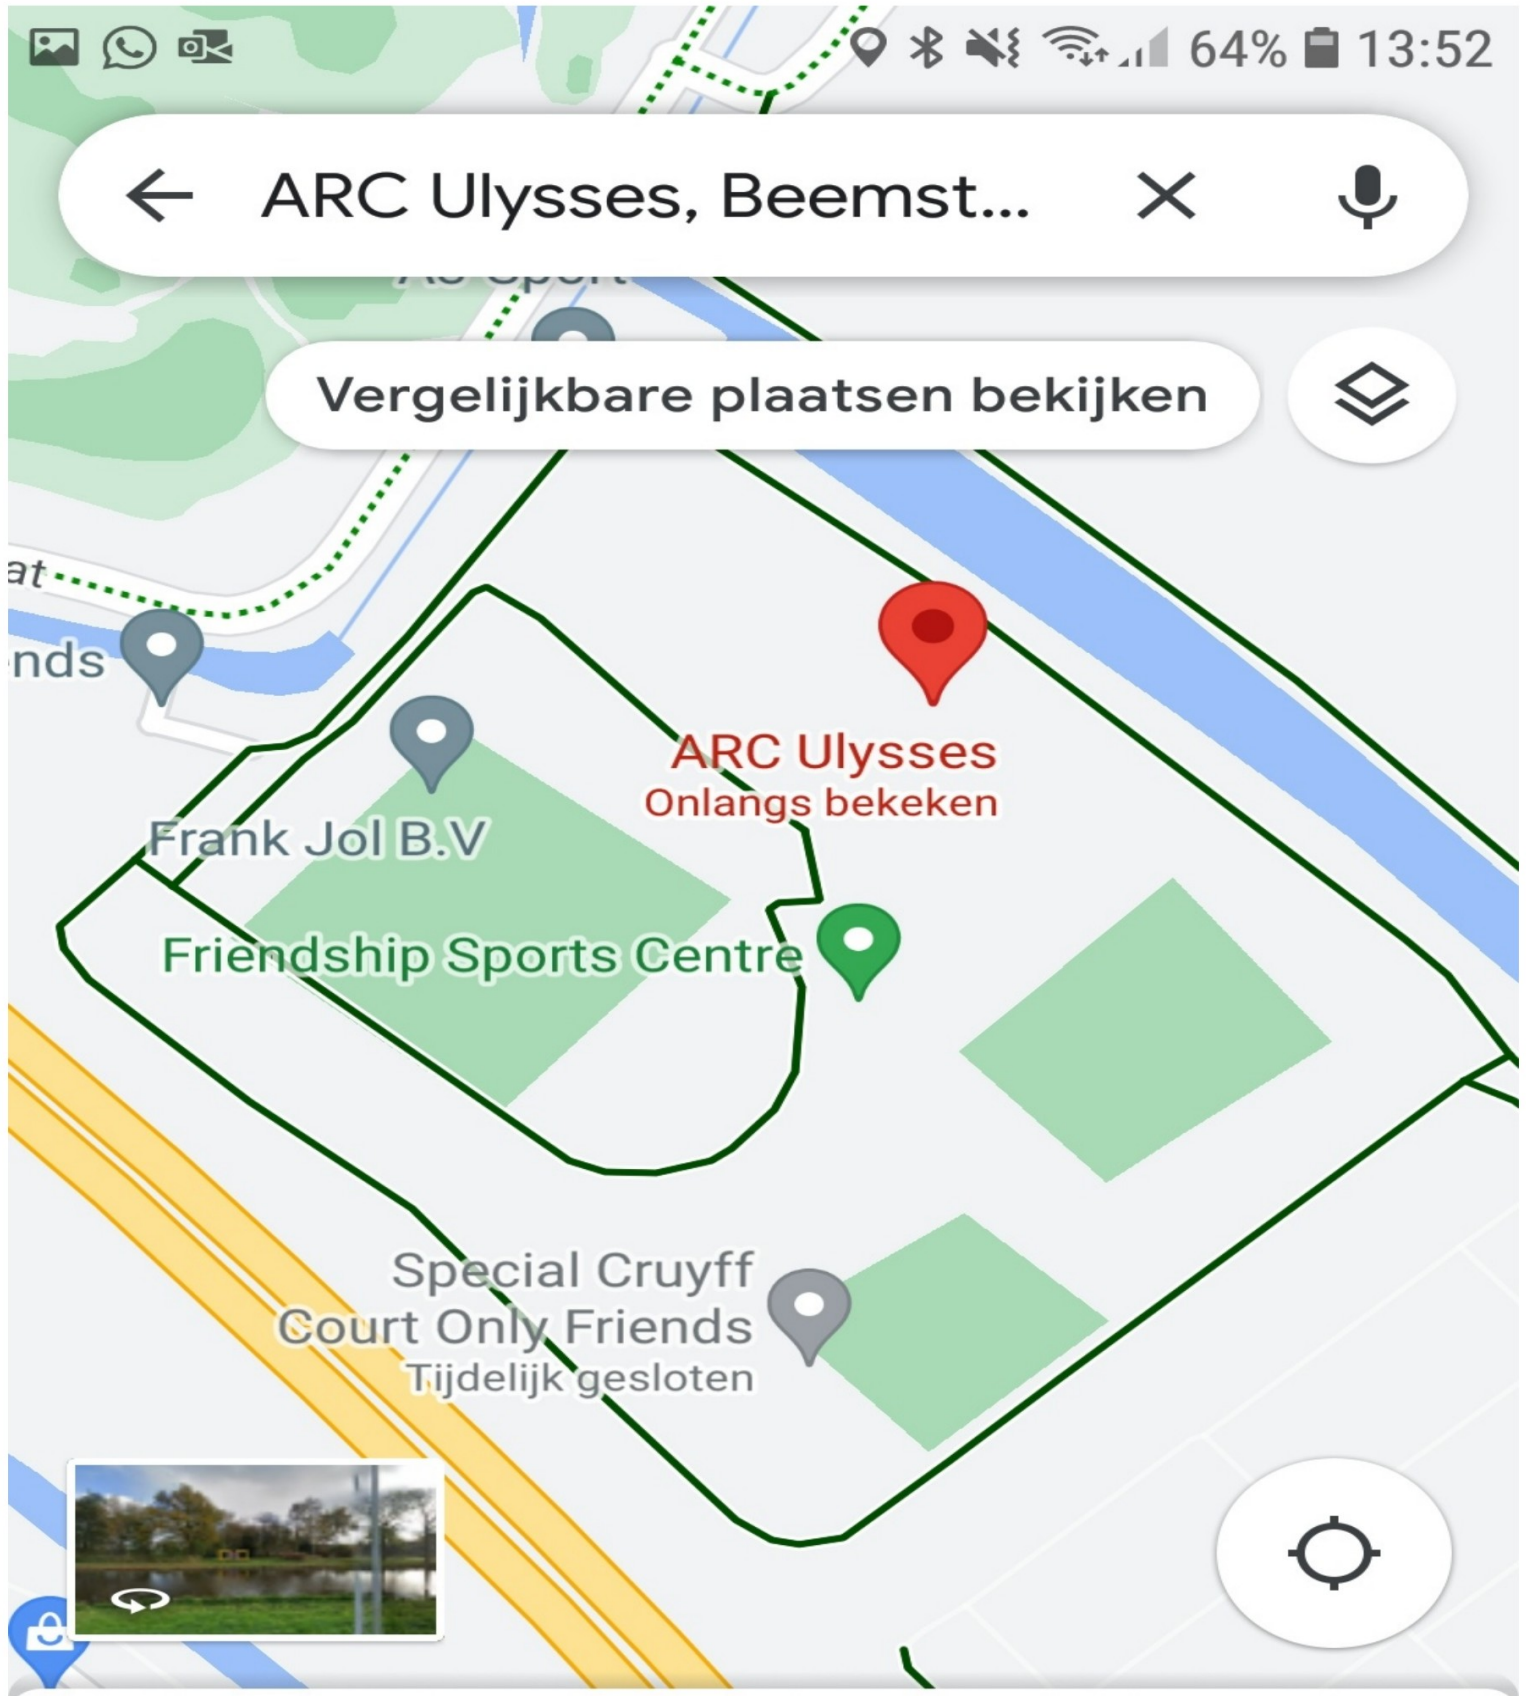 64% 13:52
ARC Ulysses, Beemst...
Vergelijkbare plaatsen bekijken
at
nds
ARC Ulysses
Onlangs bekeken
Frank Jol B.V
Friendship Sports Centre
Special Cruyff
Court Only Friends
Tijdelijk gesloten